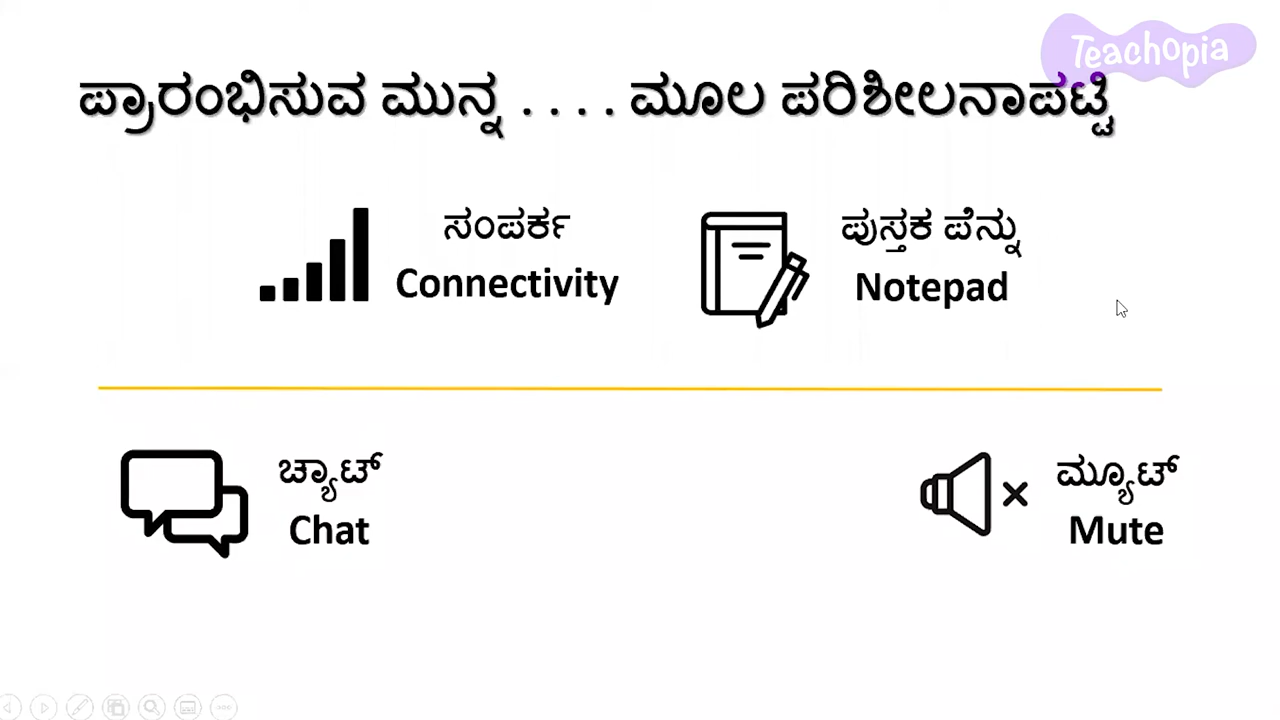 Teachopia
ಪ್ರಾರಂಭಿಸುವ ಮುನ್ನ . . . . ಮೂಲ ಪರಿಶೀಲನಾಪಟ್ಟಿ
ಸಂಪರ್ಕ
Connectivity
ಪುಸ್ತಕ ಪೆನ್ನು
Notepad
ಚ್ಯಾಟ್
Chat
ಮ್ಯೂಟ್
Mute